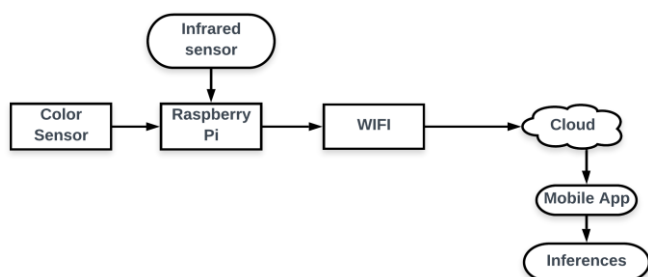 Infrared
sensor
Color
Sensor
Raspberry
Pi
WIFI
Cloud
Mobile App
Inferences